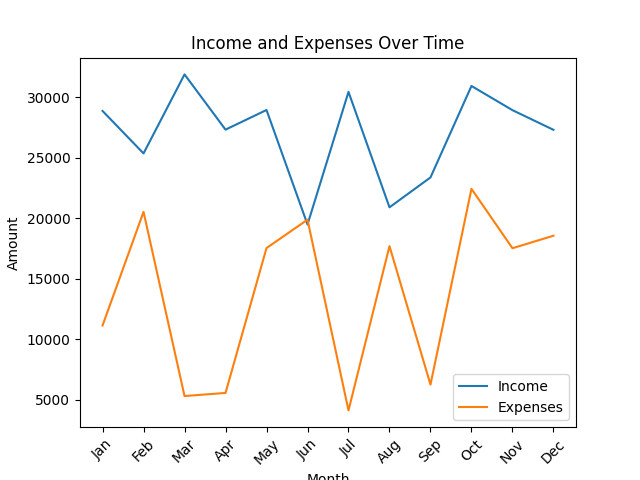 Income and Expenses Over Time
Amount
30000
25000
20000
15000
10000
5000
Income
Expenses
Jan Feb Mar Apr May Jun Jul Aug Sep Oct Nov Dec
Month